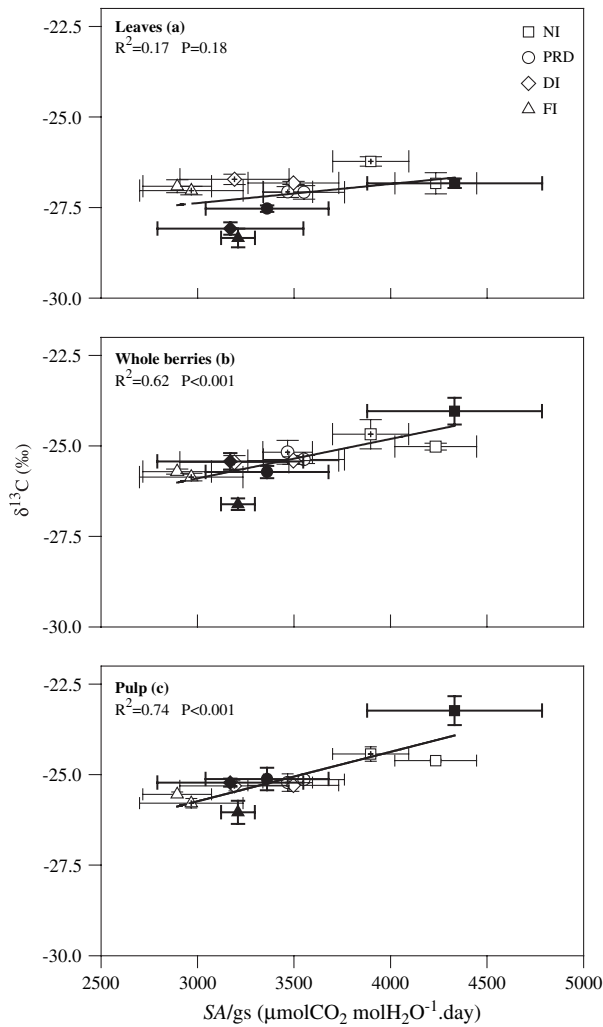 -22.5
-25.0
-27.5
-30.0
Leaves (a)
R²=0.17 P=0.18
NI
PRD
DI
FI
-22.5
-25.0
-27.5
-30.0
Whole berries (b)
R²=0.62 P<0.001
δ¹³C (‰)
-22.5
-25.0
-27.5
-30.0
Pulp (c)
R²=0.74 P<0.001
2500 3000 3500 4000 4500 5000
SA/gs (µmolCO₂ molH₂O⁻¹.day)